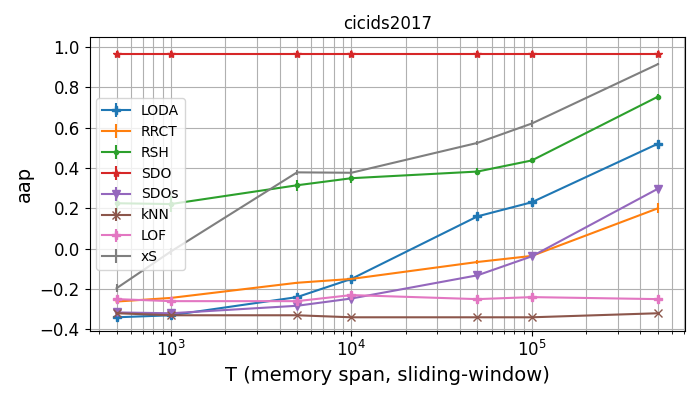 cicids2017
aap
1.0
0.8
0.6
0.4
0.2
0.0
−0.2
−0.4
LODA
RRCT
RSH
SDO
SDOs
kNN
LOF
xS
10³ 10⁴ 10⁵
T (memory span, sliding-window)